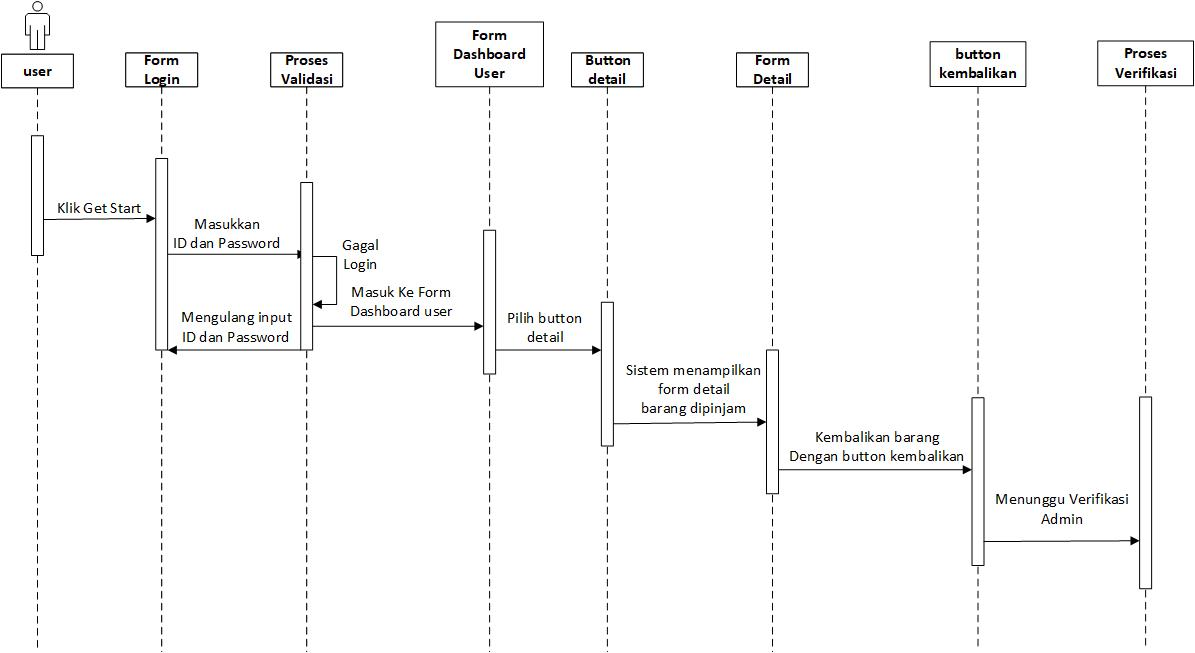 user
Form
Login
Proses
Validasi
Form
Dashboard
User
Button
detail
Form
Detail
button
kembalikan
Proses
Verifikasi
Klik Get Start
Masukkan
ID dan Password
Gagal
Login
Masuk Ke Form
Dashboard user
Mengulang input
ID dan Password
Pilih button
detail
Sistem menampilkan
form detail
barang dipinjam
Kembalikan barang
Dengan button kembalikan
Menunggu Verifikasi
Admin